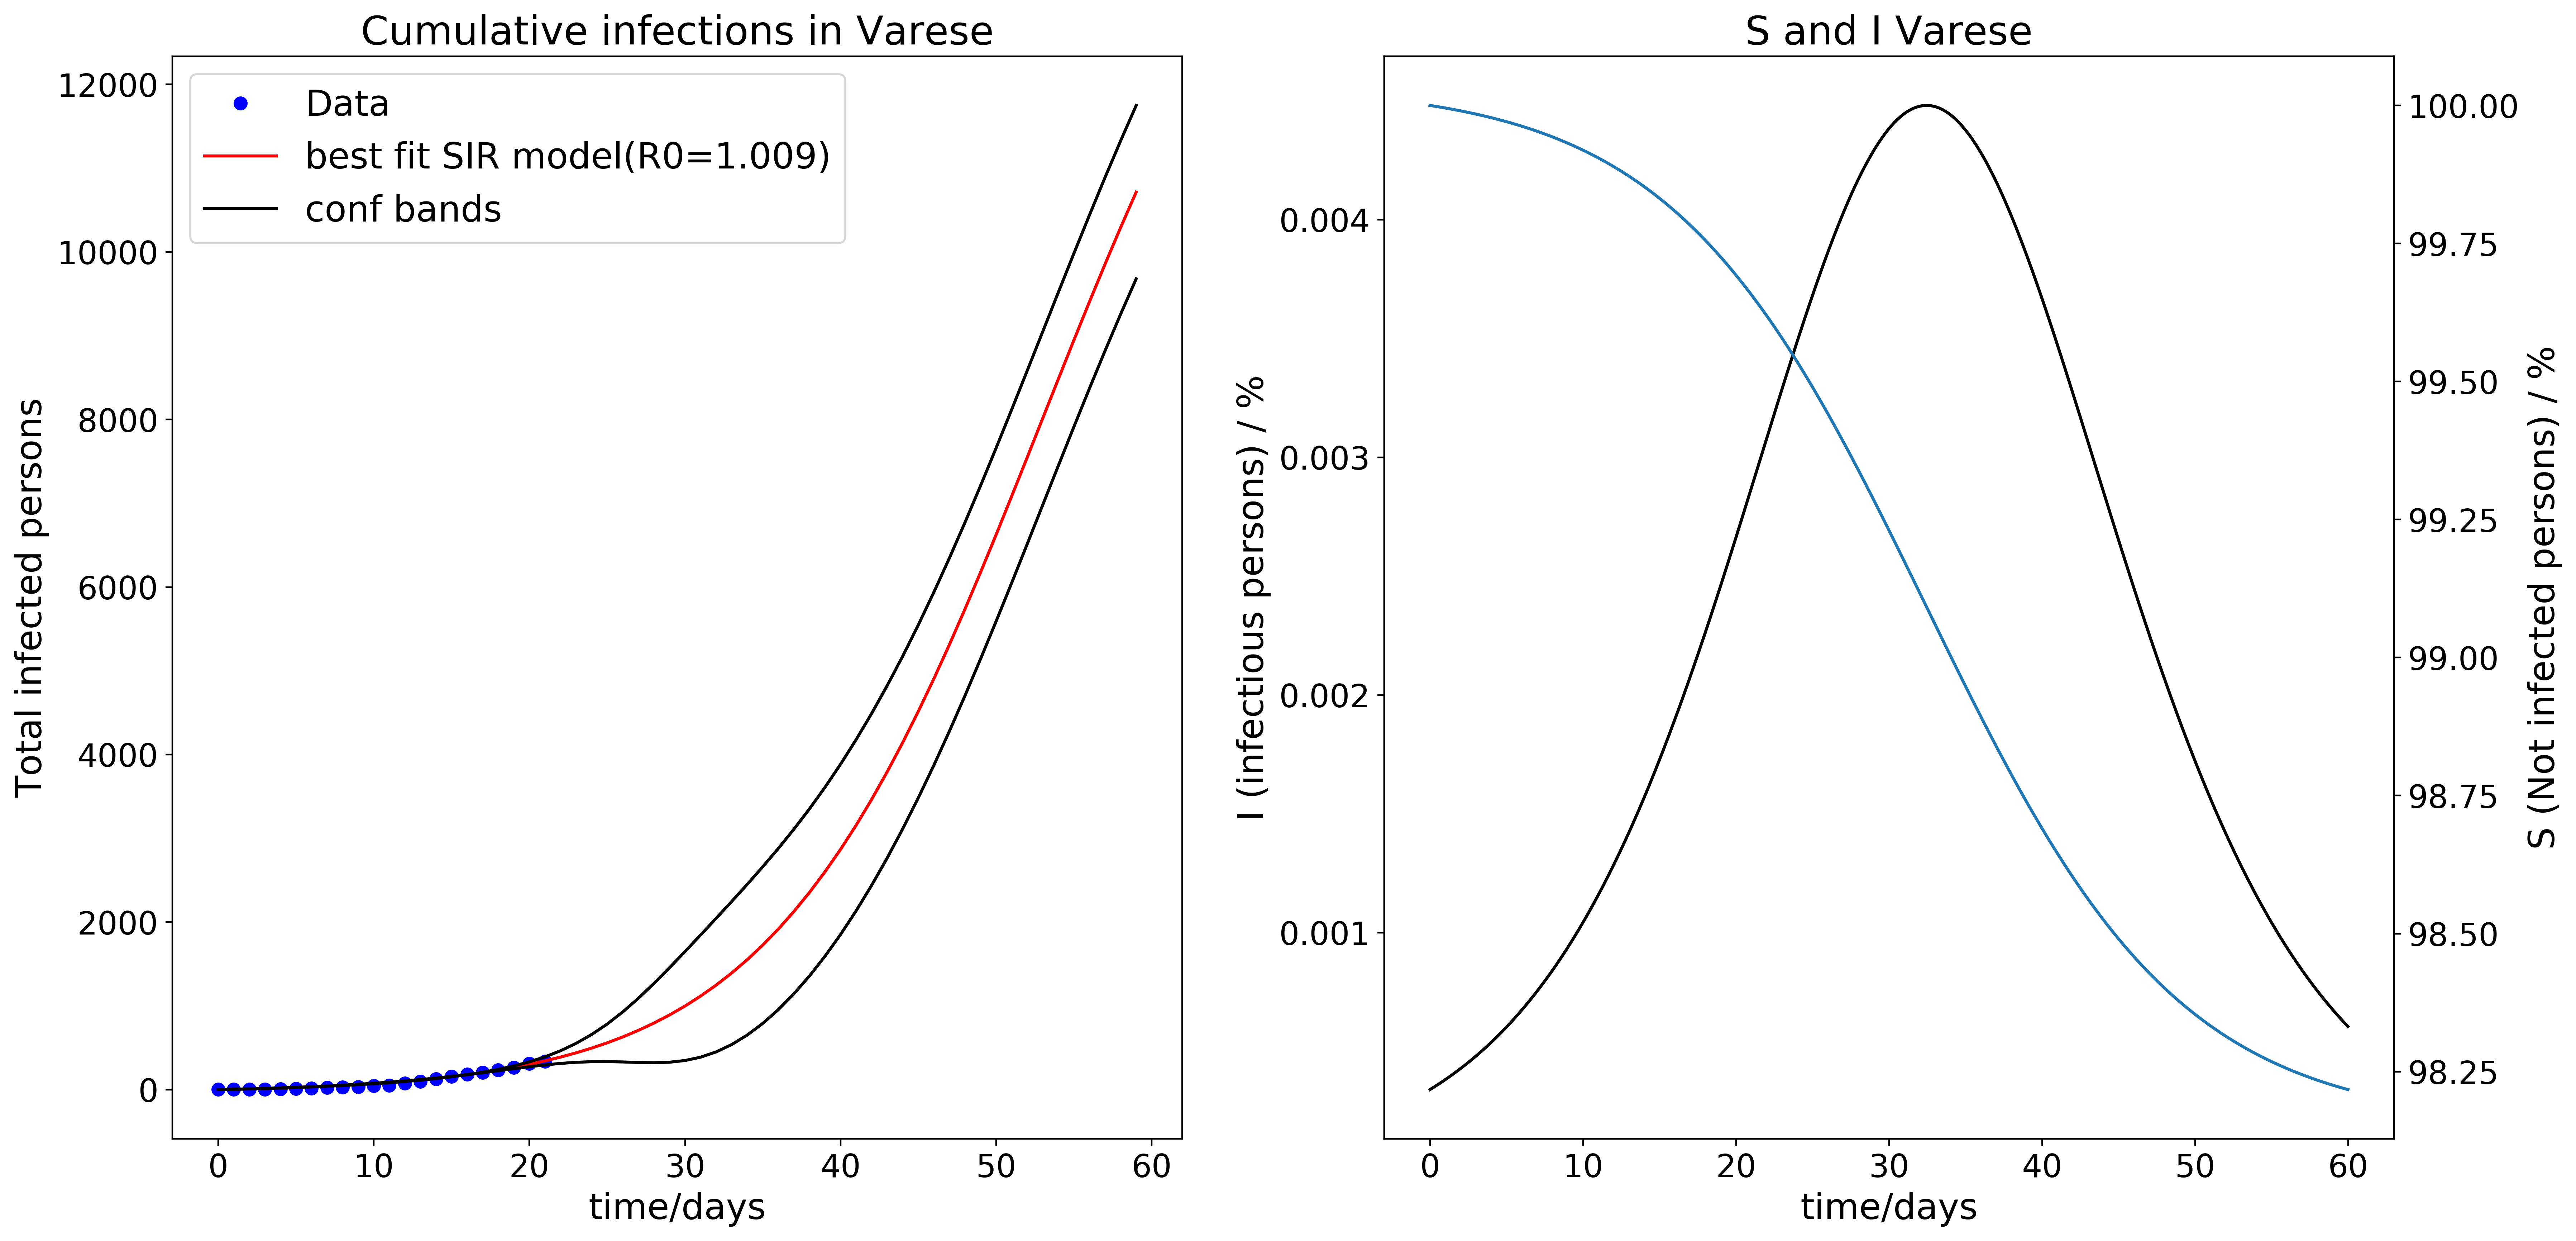 Cumulative infections in Varese
12000
10000
8000
6000
4000
2000
0
Total infected persons
Data
best fit SIR model(R0=1.009)
conf bands
0 10 20 30 40 50 60
time/days
S and I Varese
0.004
0.003
0.002
0.001
I (infectious persons) / %
100.00
99.75
99.50
99.25
99.00
98.75
98.50
98.25
S (Not infected persons) / %
0 10 20 30 40 50 60
time/days